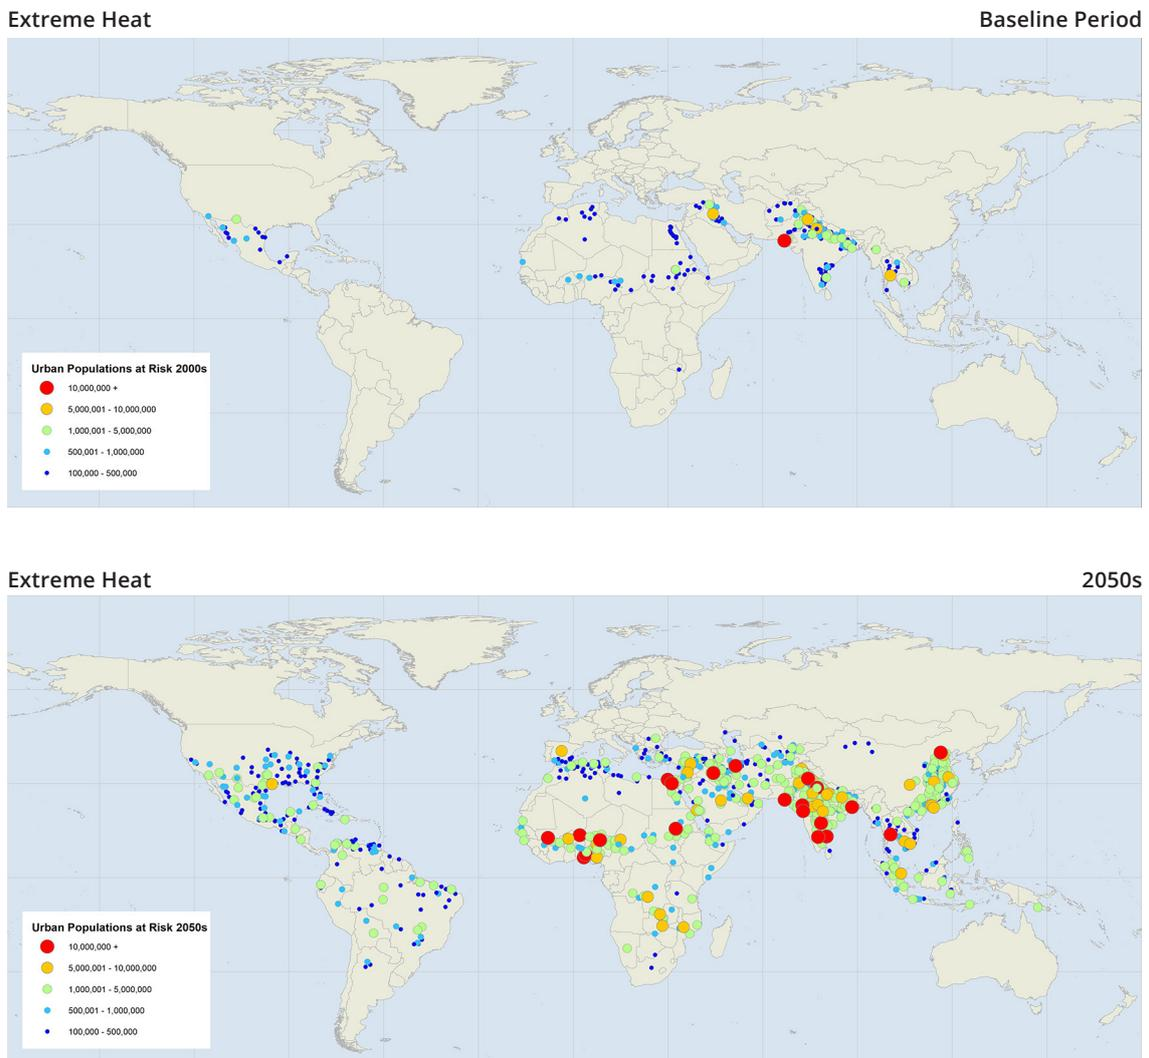 Extreme Heat
Baseline Period
Urban Populations at Risk 2000s
10,000,000 +
5,000,001 - 10,000,000
1,000,001 - 5,000,000
500,001 - 1,000,000
100,000 - 500,000
Extreme Heat
2050s
Urban Populations at Risk 2050s
10,000,000 +
5,000,001 - 10,000,000
1,000,001 - 5,000,000
500,001 - 1,000,000
100,000 - 500,000